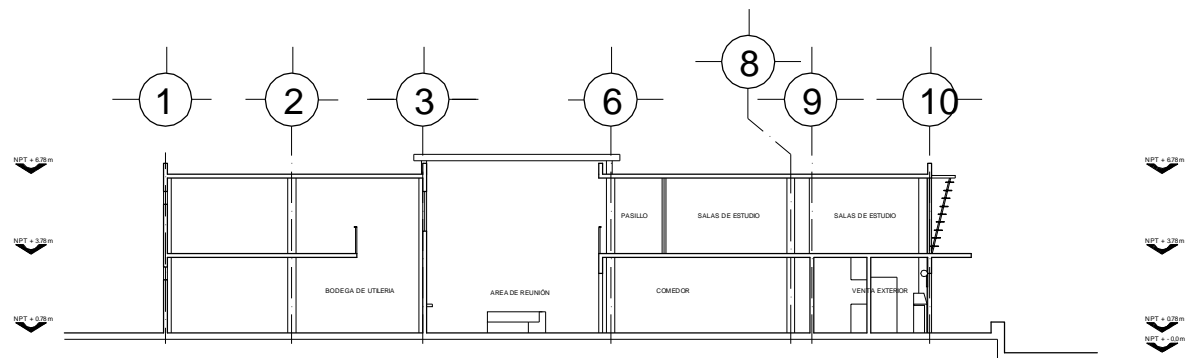 8
1
2
3
6
9
10
NPT + 6.78m
NPT + 6.78m
PASILLO
SALAS DE ESTUDIO
SALAS DE ESTUDIO
NPT + 3.78m
NPT + 3.78m
BODEGA DE UTILERIA
AREA DE REUNIÓN
COMEDOR
VENTA EXTERIOR
NPT + 0.78m
NPT + 0.78m
NPT + - 0.0m